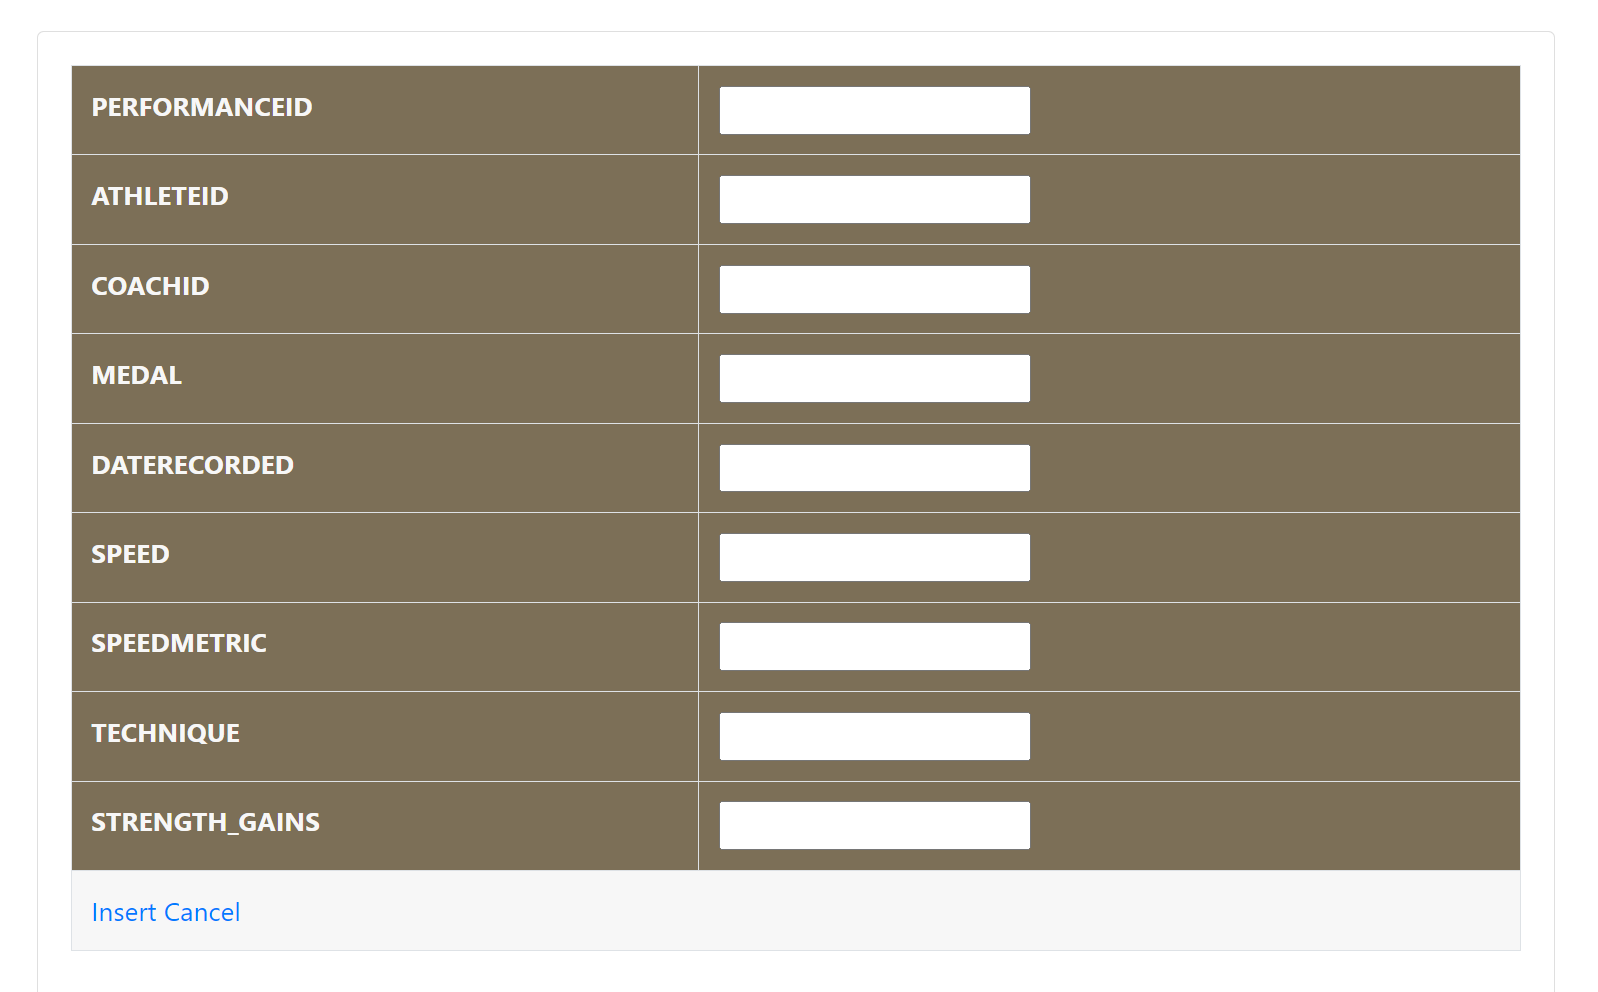 PERFORMANCEID
ATHLETEID
COACHID
MEDAL
DATERECORDED
SPEED
SPEEDMETRIC
TECHNIQUE
STRENGTH_GAINS
Insert Cancel